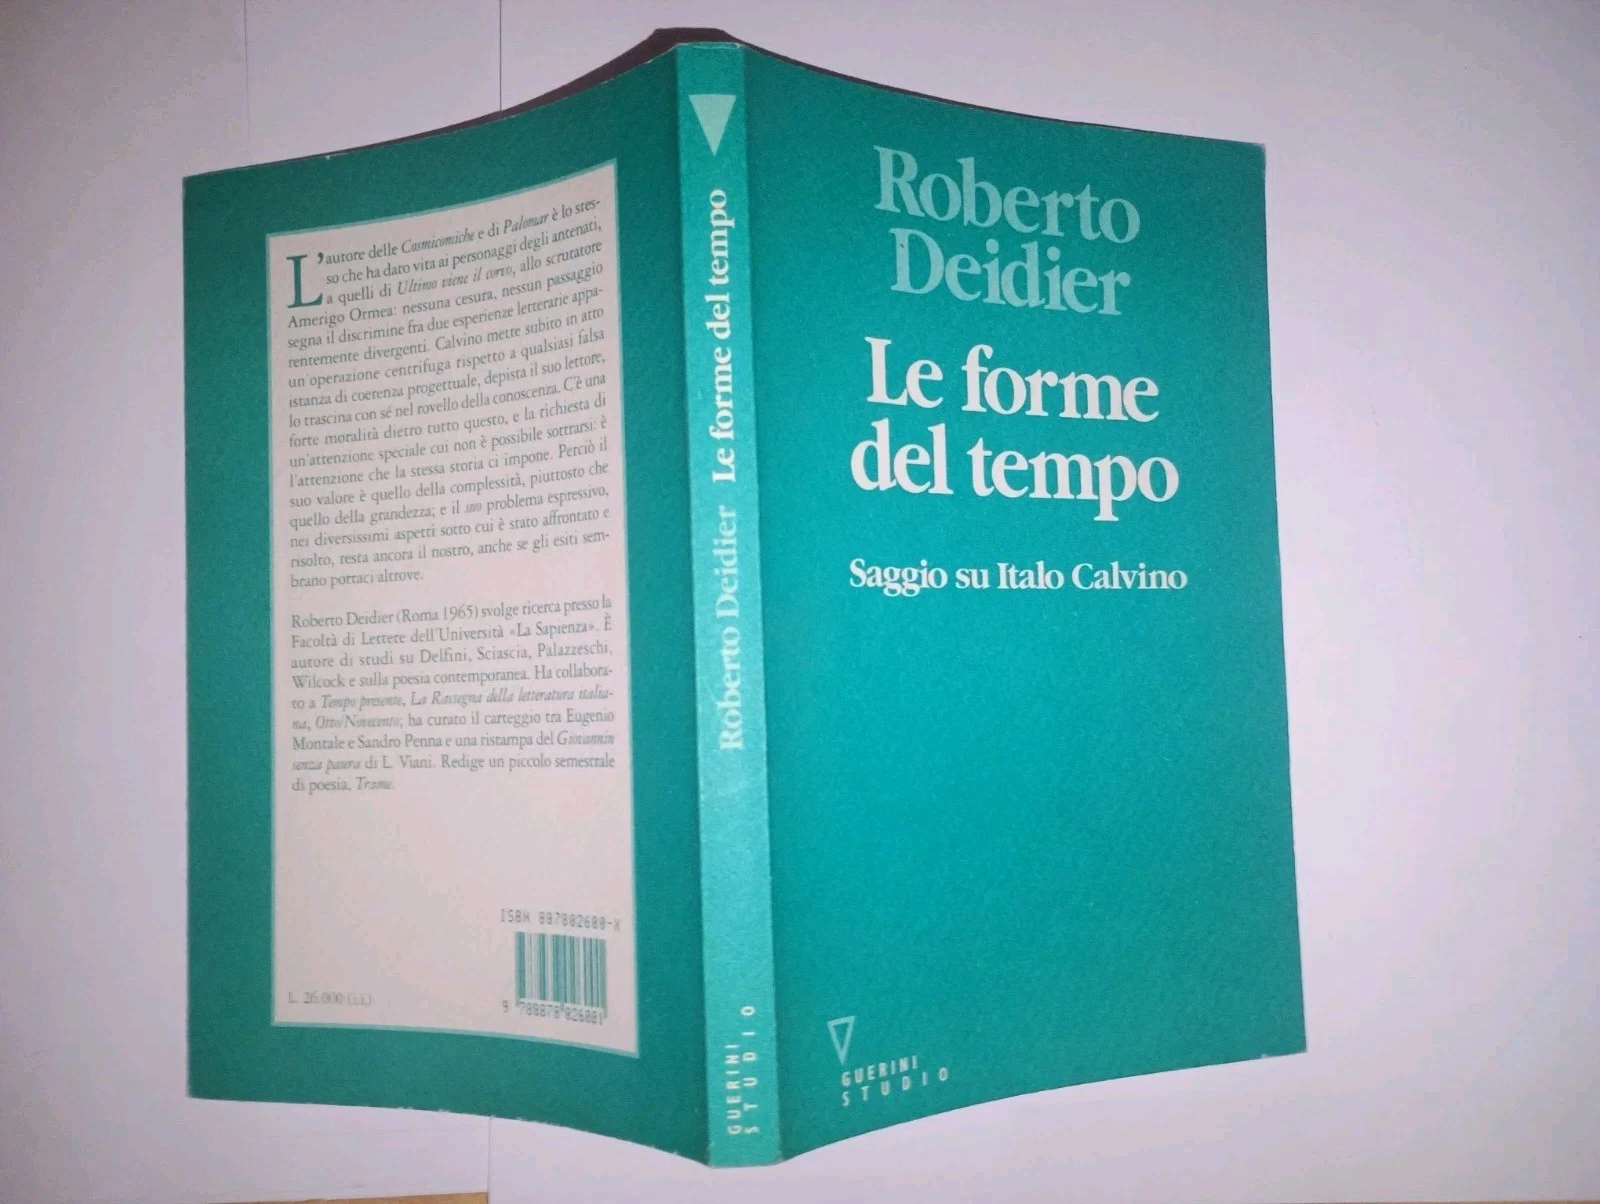 L'autore delle Cosmicomiche e di Palomar è lo stes-
so che ha dato vita ai personaggi degli antenati,
a quelli di Ultimo viene il corvo, allo scrutatore
Amerigo Ormea: nessuna cesura, nessun passaggio
segna il discrimine fra due esperienze letterarie appa-
rentemente divergenti. Calvino mette subito in atto
un'operazione centrifuga rispetto a qualsiasi falsa
istanza di coerenza progettuale, depista il suo lettore,
lo trascina con sé nel rovello della conoscenza. C'è una
forte moralità dietro tutto questo, e la richiesta di
un'attenzione speciale cui non è possibile sottrarsi: è
l'attenzione che la stessa storia ci impone. Perciò il
suo valore è quello della complessità, piuttosto che
quello della grandezza; e il suo problema espressivo,
nei diversissimi aspetti sotto cui è stato affrontato e
risolto, resta ancora il nostro, anche se gli esiti sem-
brano portaci altrove.
Roberto Deidier (Roma 1965) svolge ricerca presso la
Facoltà di Lettere dell'Università «La Sapienza». È
autore di studi su Delfini, Sciascia, Palazzeschi,
Wilcock e sulla poesia contemporanea. Ha collabora-
to a Tempo presente, La Rassegna della letteratura italia-
na, Otto/Novecento; ha curato il carteggio tra Eugenio
Montale e Sandro Penna e una ristampa del Giovannin
senza paura di L. Viani. Redige un piccolo semestrale
di poesia, Trame.
ISBN 887802600-X
9 788878 026001
L. 26.000 (i.i.)
Roberto Deidier Le forme del tempo
GUERINI
STUDIO
Roberto
Deidier
Le forme
del tempo
Saggio su Italo Calvino
GUERINI
STUDIO